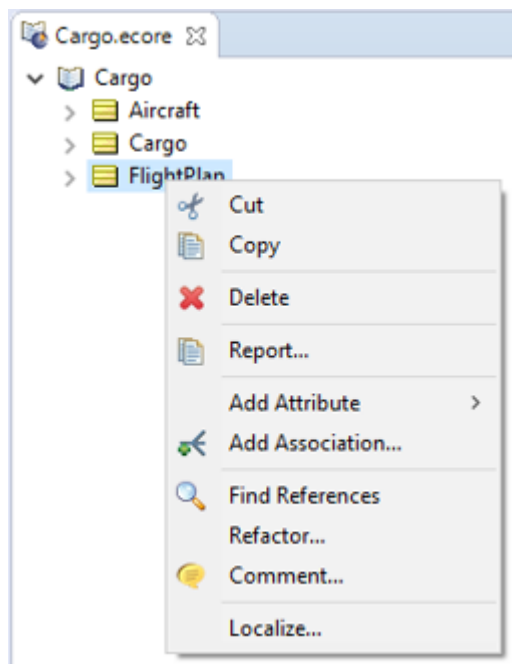 Cargo.ecore
Cargo
Aircraft
Cargo
FlightPlan
Cut
Copy
Delete
Report...
Add Attribute
Add Association...
Find References
Refactor...
Comment...
Localize...